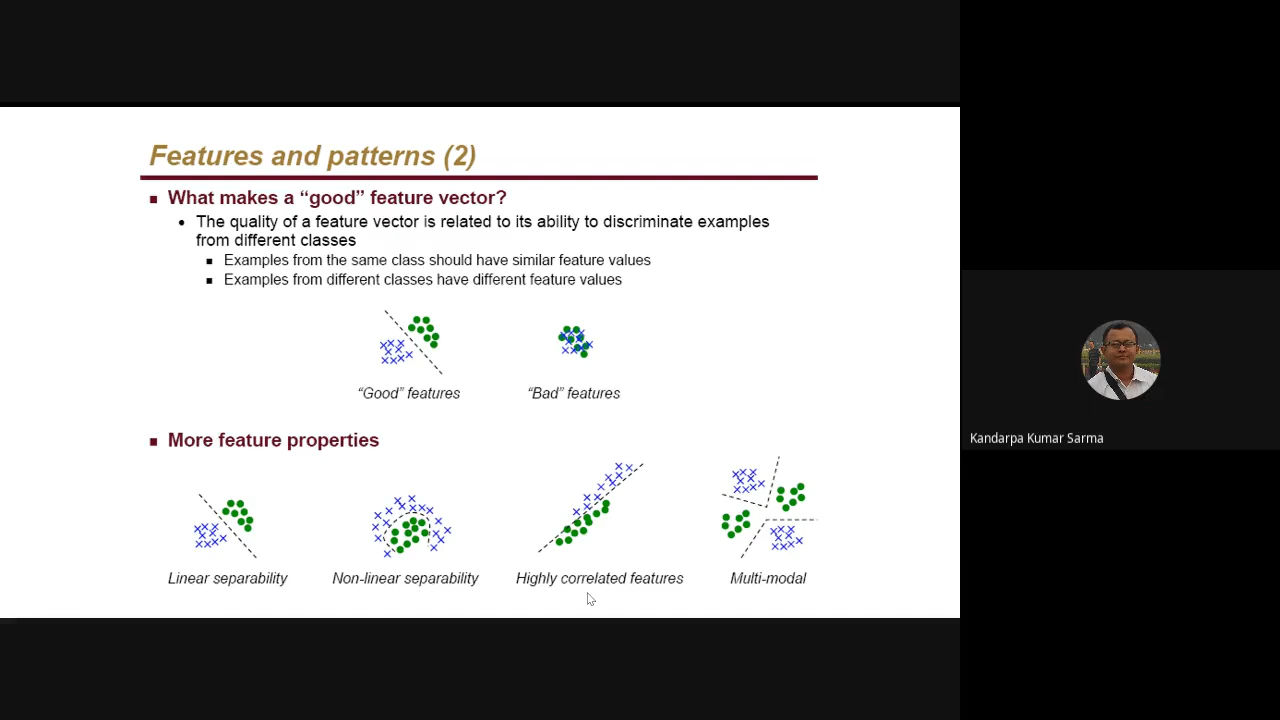 Features and patterns (2)
What makes a “good” feature vector?
The quality of a feature vector is related to its ability to discriminate examples
from different classes
Examples from the same class should have similar feature values
Examples from different classes have different feature values
“Good” features
“Bad” features
More feature properties
Linear separability
Non-linear separability
Highly correlated features
Multi-modal
Kandarpa Kumar Sarma